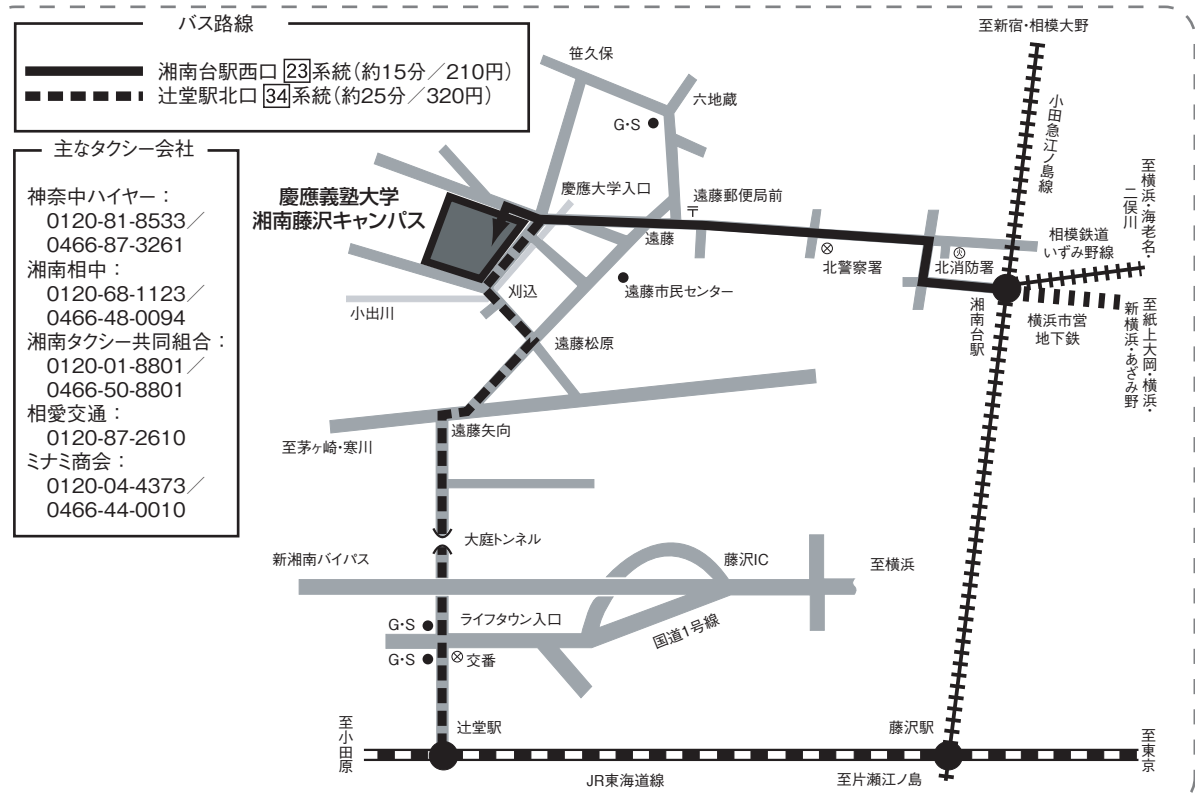 バス路線
湘南台駅西口 23系統(約15分／210円)
辻堂駅北口 34系統(約25分／320円)
主なタクシー会社
神奈中ハイヤー：
0120-81-8533／
0466-87-3261
湘南相中：
0120-68-1123／
0466-48-0094
湘南タクシー共同組合：
0120-01-8801／
0466-50-8801
相愛交通：
0120-87-2610
ミナミ商会：
0120-04-4373／
0466-44-0010
至新宿・相模大野
笹久保
六地蔵
G・S
小田急江ノ島線
至横浜・海老名・
二俣川
慶應義塾大学
湘南藤沢キャンパス
慶應大学入口
遠藤郵便局前
〒
遠藤
北警察署
火
北消防署
相模鉄道
いずみ野線
刈込
遠藤市民センター
小出川
湘南台駅
横浜市営
地下鉄
至紙上大岡・横浜・
新横浜・あざみ野
遠藤松原
遠藤矢向
至茅ヶ崎・寒川
大庭トンネル
新湘南バイパス
藤沢IC
至横浜
G・S
ライフタウン入口
国道1号線
G・S
交番
至小田原
辻堂駅
藤沢駅
至東京
JR東海道線
至片瀬江ノ島